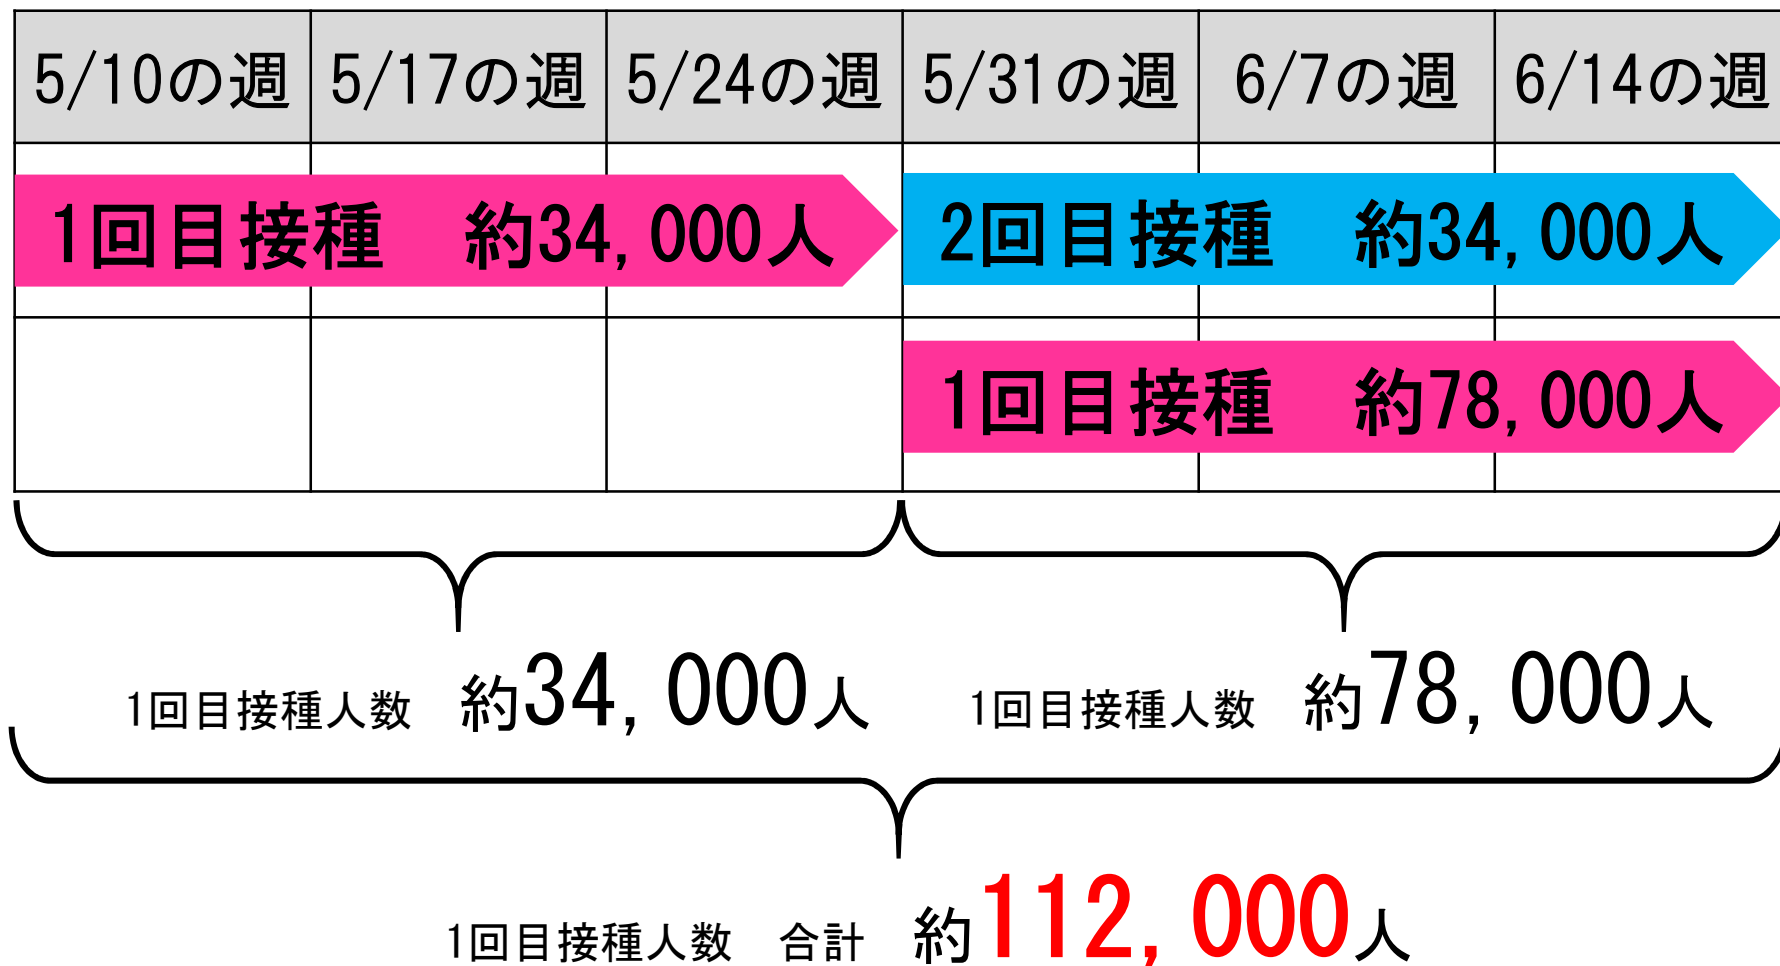 5/10の週 5/17の週 5/24の週 5/31の週 6/7の週 6/14の週
1回目接種　約34,000人 2回目接種　約34,000人
1回目接種　約78,000人
1回目接種人数　約34,000人 1回目接種人数　約78,000人
1回目接種人数　合計　約112,000人